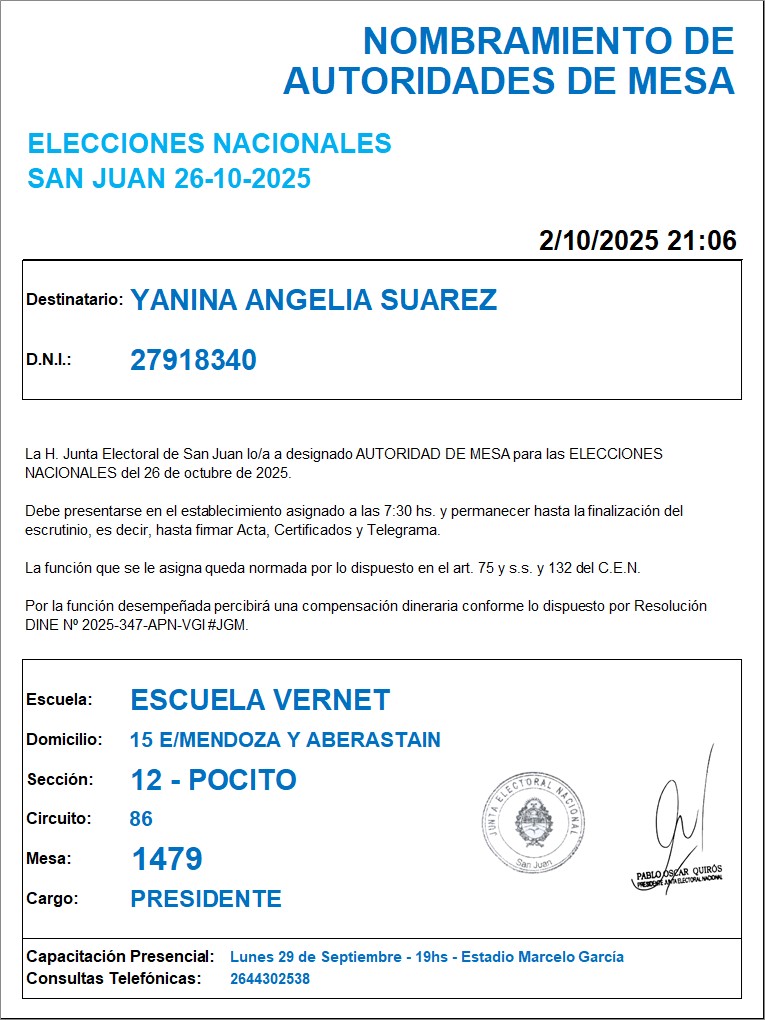 NOMBRAMIENTO DE
AUTORIDADES DE MESA
ELECCIONES NACIONALES
SAN JUAN 26-10-2025
2/10/2025 21:06
Destinatario: YANINA ANGELIA SUAREZ
D.N.I.: 27918340
La H. Junta Electoral de San Juan lo/a a designado AUTORIDAD DE MESA para las ELECCIONES
NACIONALES del 26 de octubre de 2025.
Debe presentarse en el establecimiento asignado a las 7:30 hs. y permanecer hasta la finalización del
escrutinio, es decir, hasta firmar Acta, Certificados y Telegrama.
La función que se le asigna queda normada por lo dispuesto en el art. 75 y s.s. y 132 del C.E.N.
Por la función desempeñada percibirá una compensación dineraria conforme lo dispuesto por Resolución
DINE Nº 2025-347-APN-VGI#JGM.
Escuela: ESCUELA VERNET
Domicilio: 15 E/MENDOZA Y ABERASTAIN
Sección: 12 - POCITO
Circuito: 86
Mesa: 1479
Cargo: PRESIDENTE
JUNTA ELECTORAL NACIONAL
San Juan
PABLO OSCAR QUIRÓS
PRESIDENTE JUNTA ELECTORAL NACIONAL
Capacitación Presencial: Lunes 29 de Septiembre - 19hs - Estadio Marcelo García
Consultas Telefónicas: 2644302538